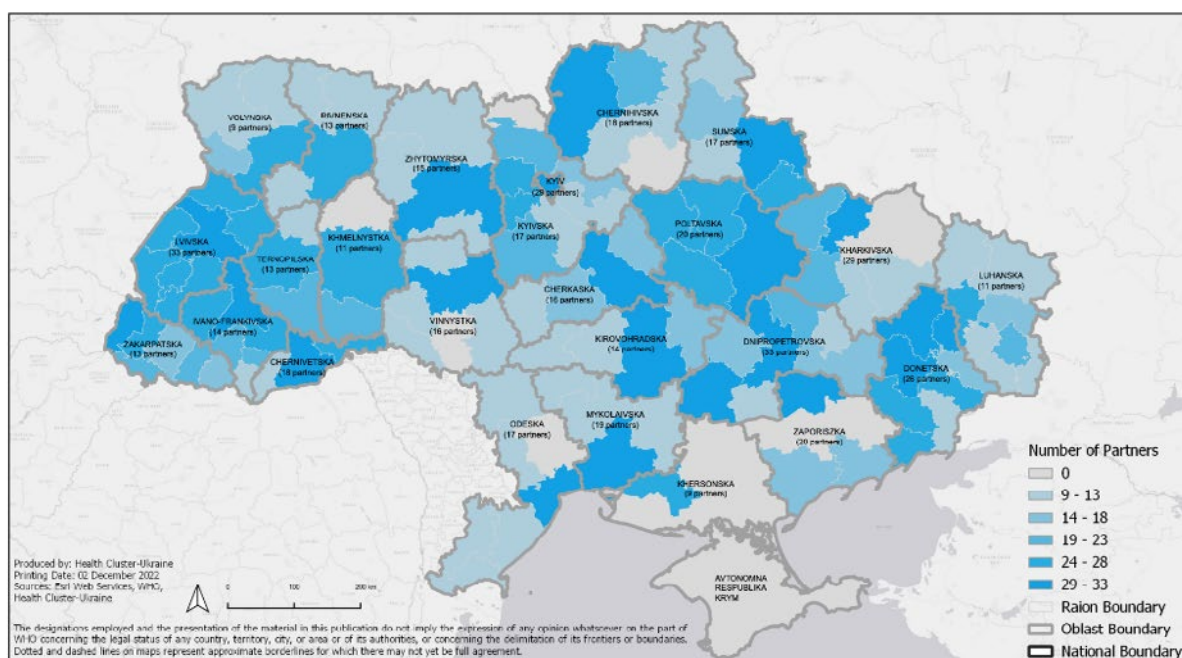 CHERNIHIVSKA
(18 partners)
VOLYNSKA
(9 partners)
RIVNENSKA
(13 partners)
SUMSKA
(17 partners)
ZHYTOMYRSKA
(15 partners)
KYIV
(29 partners)
LVIVSKA
(33 partners)
KHMELNYSTKA
(11 partners)
KYIVSKA
(17 partners)
POLTAVSKA
(20 partners)
KHARKIVSKA
(29 partners)
TERNOPILSKA
(13 partners)
LUHANSKA
(11 partners)
CHERKASKA
(16 partners)
IVANO-FRANKIVSKA
(14 partners)
VINNYSTKA
(16 partners)
KIROVOHRADSKA
(14 partners)
DNIPROPETROVSKA
(33 partners)
ZAKARPATSKA
(13 partners)
CHERNIVETSKA
(18 partners)
DONETSKA
(26 partners)
ODESKA
(17 partners)
MYKOLAIVSKA
(19 partners)
ZAPORISZKA
(20 partners)
KHERSONSKA
(9 partners)
AVTONOMNA
RESPUBLIKA
KRYM
Number of Partners
0
9 - 13
14 - 18
19 - 23
24 - 28
29 - 33
Raion Boundary
Oblast Boundary
National Boundary
Produced by: Health Cluster-Ukraine
Printing Date: 02 December 2022
Sources: Esri Web Services, WHO,
Health Cluster-Ukraine
0 100 200 km
The designations employed and the presentation of the material in this publication do not imply the expression of any opinion whatsoever on the part of
WHO concerning the legal status of any country, territory, city, or area or of its authorities, or concerning the delimitation of its frontiers or boundaries.
Dotted and dashed lines on maps represent approximate borderlines for which there may not yet be full agreement.